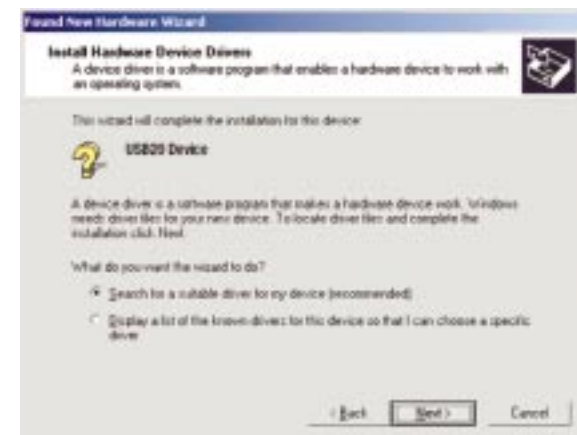 Found New Hardware Wizard
Install Hardware Device Drivers
A device driver is a software program that enables a hardware device to work with
an operating system.
This wizard will complete the installation for this device:
USB20 Device
A device driver is a software program that makes a hardware device work. Windows
needs driver files for your new device. To locate driver files and complete the
installation click Next.
What do you want the wizard to do?
Search for a suitable driver for my device (recommended)
Display a list of the known drivers for this device so that I can choose a specific
driver
< Back Next > Cancel